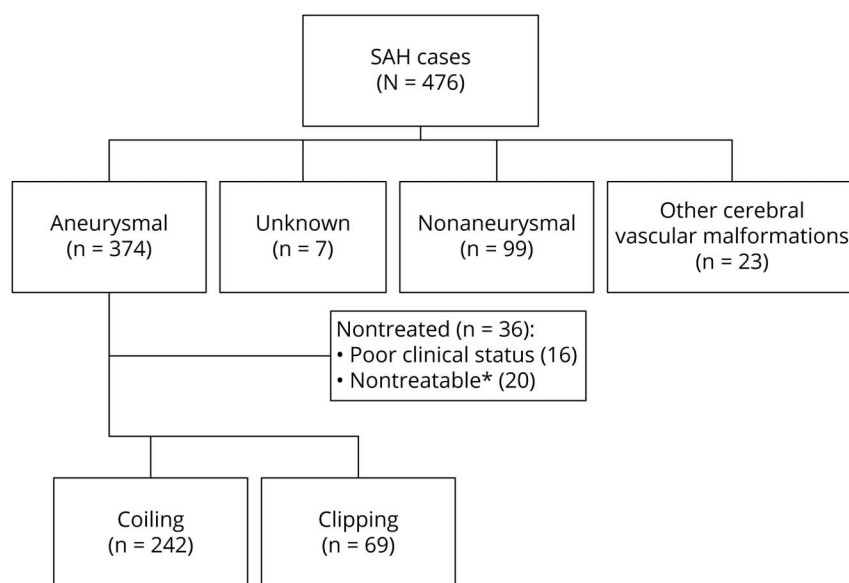 SAH cases
(N = 476)
Aneurysmal
(n = 374)
Unknown
(n = 7)
Nonaneurysmal
(n = 99)
Other cerebral
vascular malformations
(n = 23)
Nontreated (n = 36):
• Poor clinical status (16)
• Nontreatable* (20)
Coiling
(n = 242)
Clipping
(n = 69)